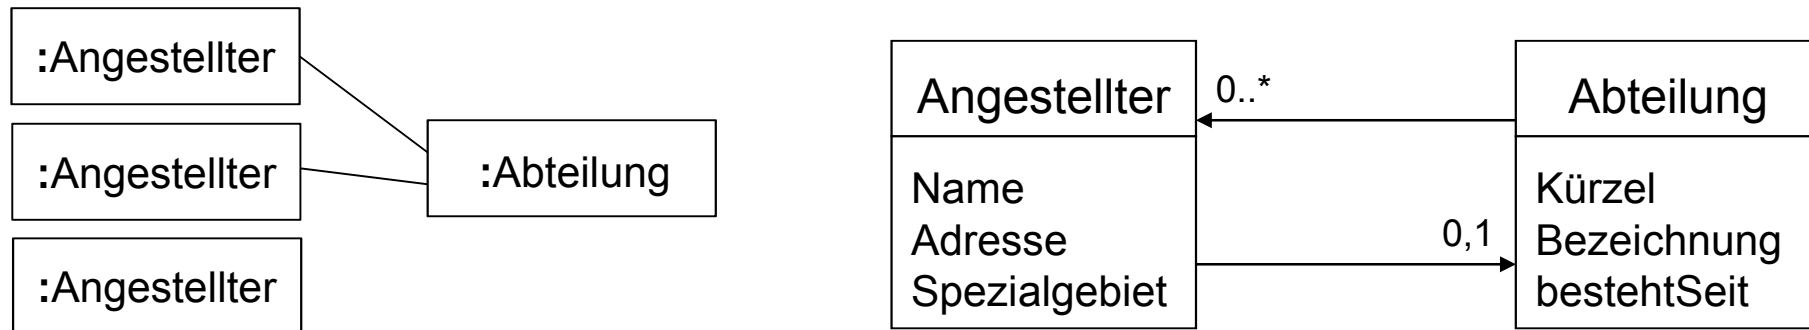 :Angestellter
:Angestellter
:Angestellter
:Abteilung
Angestellter
0..*
Name
Adresse
Spezialgebiet
0,1
Abteilung
Kürzel
Bezeichnung
bestehtSeit